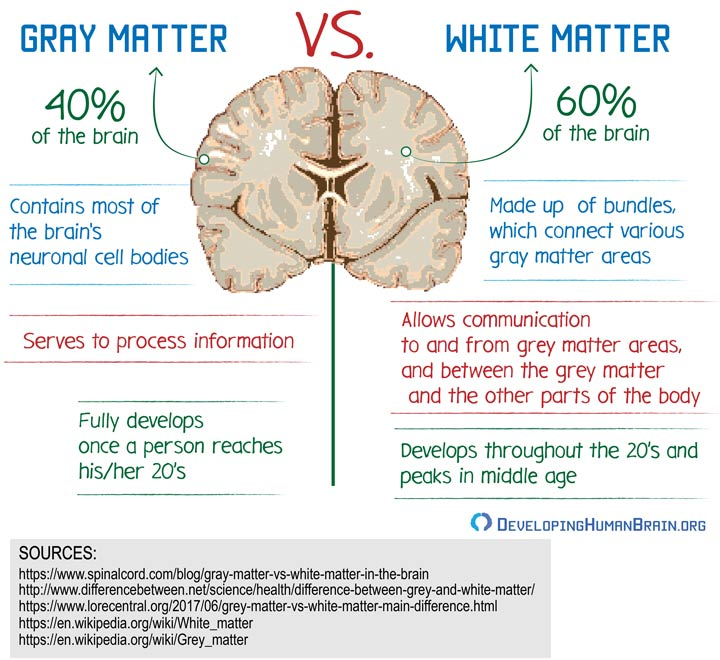 GRAY MATTER
VS.
WHITE MATTER
40%
of the brain
60%
of the brain
Contains most of
the brain's
neuronal cell bodies
Made up of bundles,
which connect various
gray matter areas
Serves to process information
Allows communication
to and from grey matter areas,
and between the grey matter
and the other parts of the body
Fully develops
once a person reaches
his/her 20's
Develops throughout the 20's and
peaks in middle age
DEVELOPINGHUMANBRAIN.ORG
SOURCES:
https://www.spinalcord.com/blog/gray-matter-vs-white-matter-in-the-brain
http://www.differencebetween.net/science/health/difference-between-grey-and-white-matter/
https://www.lorecentral.org/2017/06/grey-matter-vs-white-matter-main-difference.html
https://en.wikipedia.org/wiki/White_matter
https://en.wikipedia.org/wiki/Grey_matter